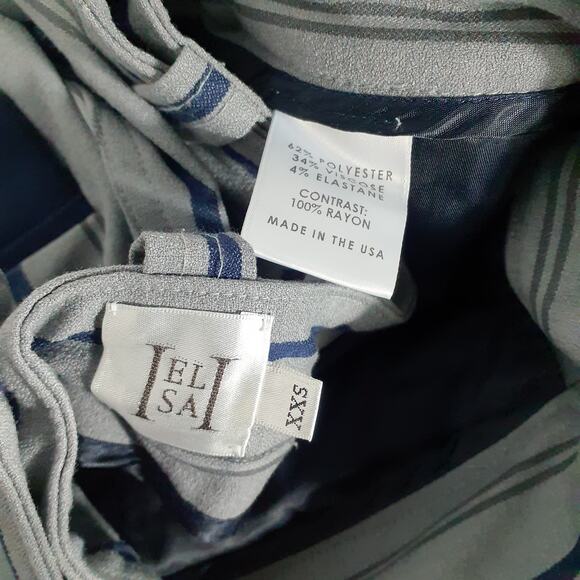 62% POLYESTER
34% VISCOSE
4% ELASTANE
CONTRAST:
100% RAYON
MADE IN THE USA
H
EL
SA
XXS